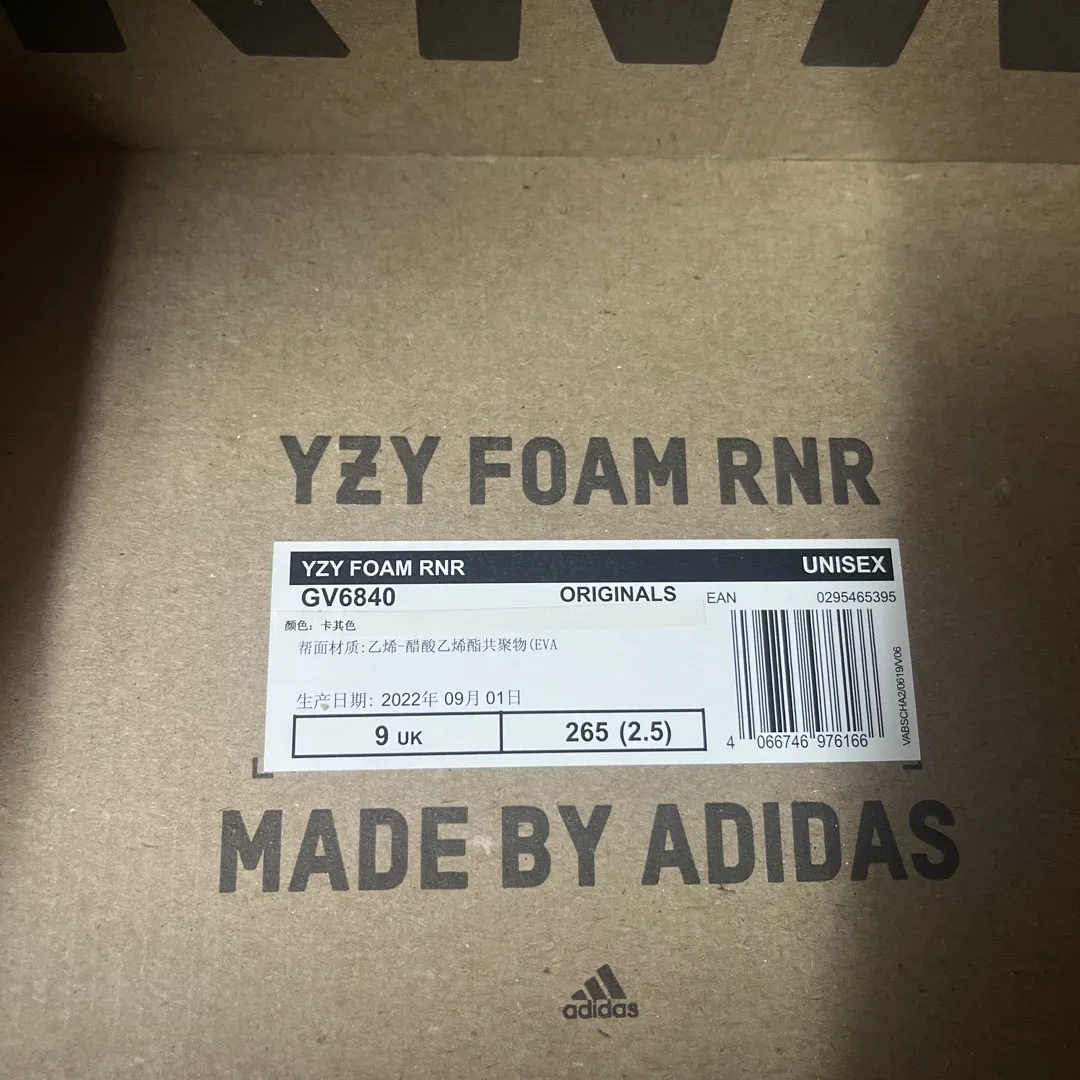 YZY FOAM RNR
YZY FOAM RNR UNISEX
GV6840 ORIGINALS EAN 0295465395
颜色：卡其色
帮面材质:乙烯-醋酸乙烯酯共聚物(EVA
生产日期: 2022年 09月 01日
9 UK 265 (2.5)
4 066746 976166
VABSCHA2/0619/V06
MADE BY ADIDAS
adidas